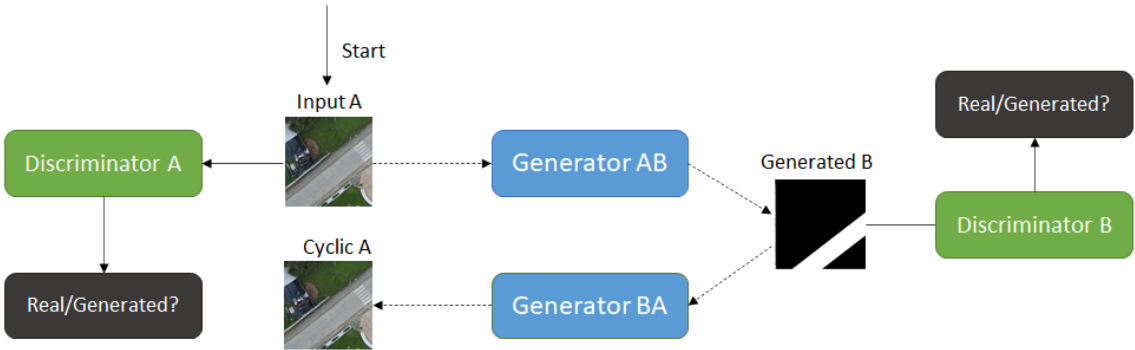 Start
Input A
Real/Generated?
Discriminator A
Generator AB
Generated B
Discriminator B
Cyclic A
Real/Generated?
Generator BA